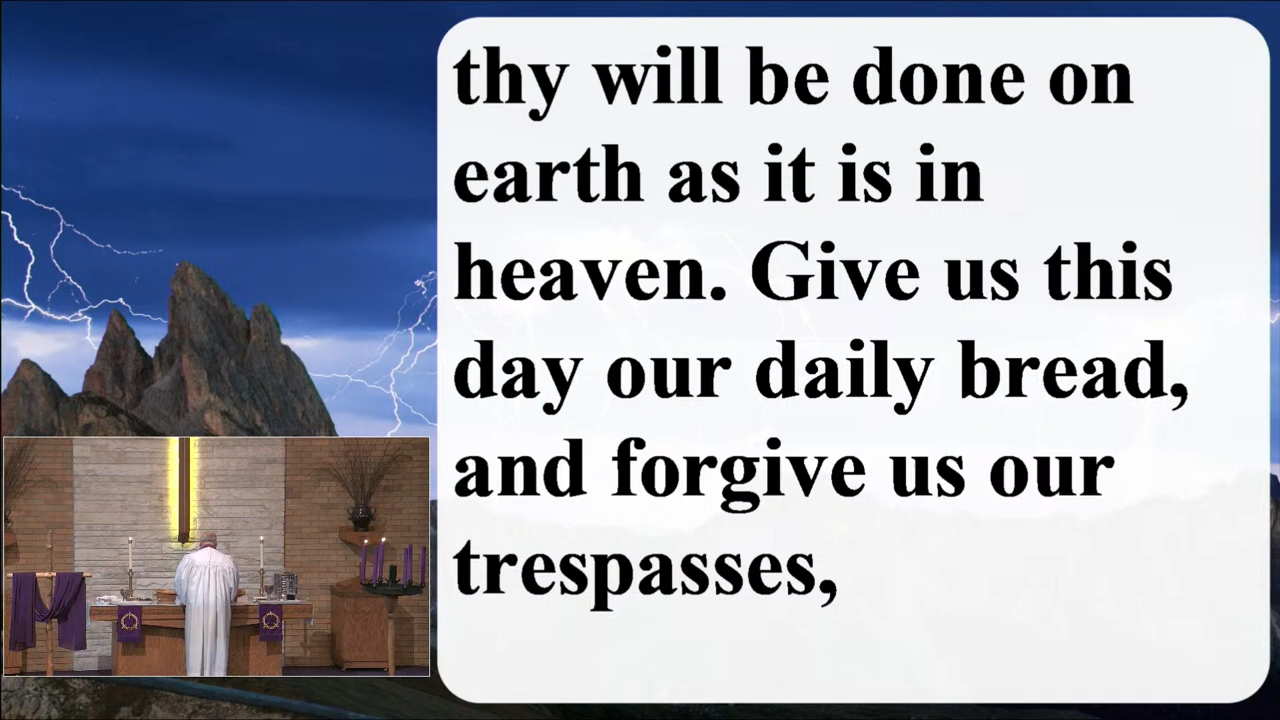 thy will be done on
earth as it is in
heaven. Give us this
day our daily bread,
and forgive us our
trespasses,